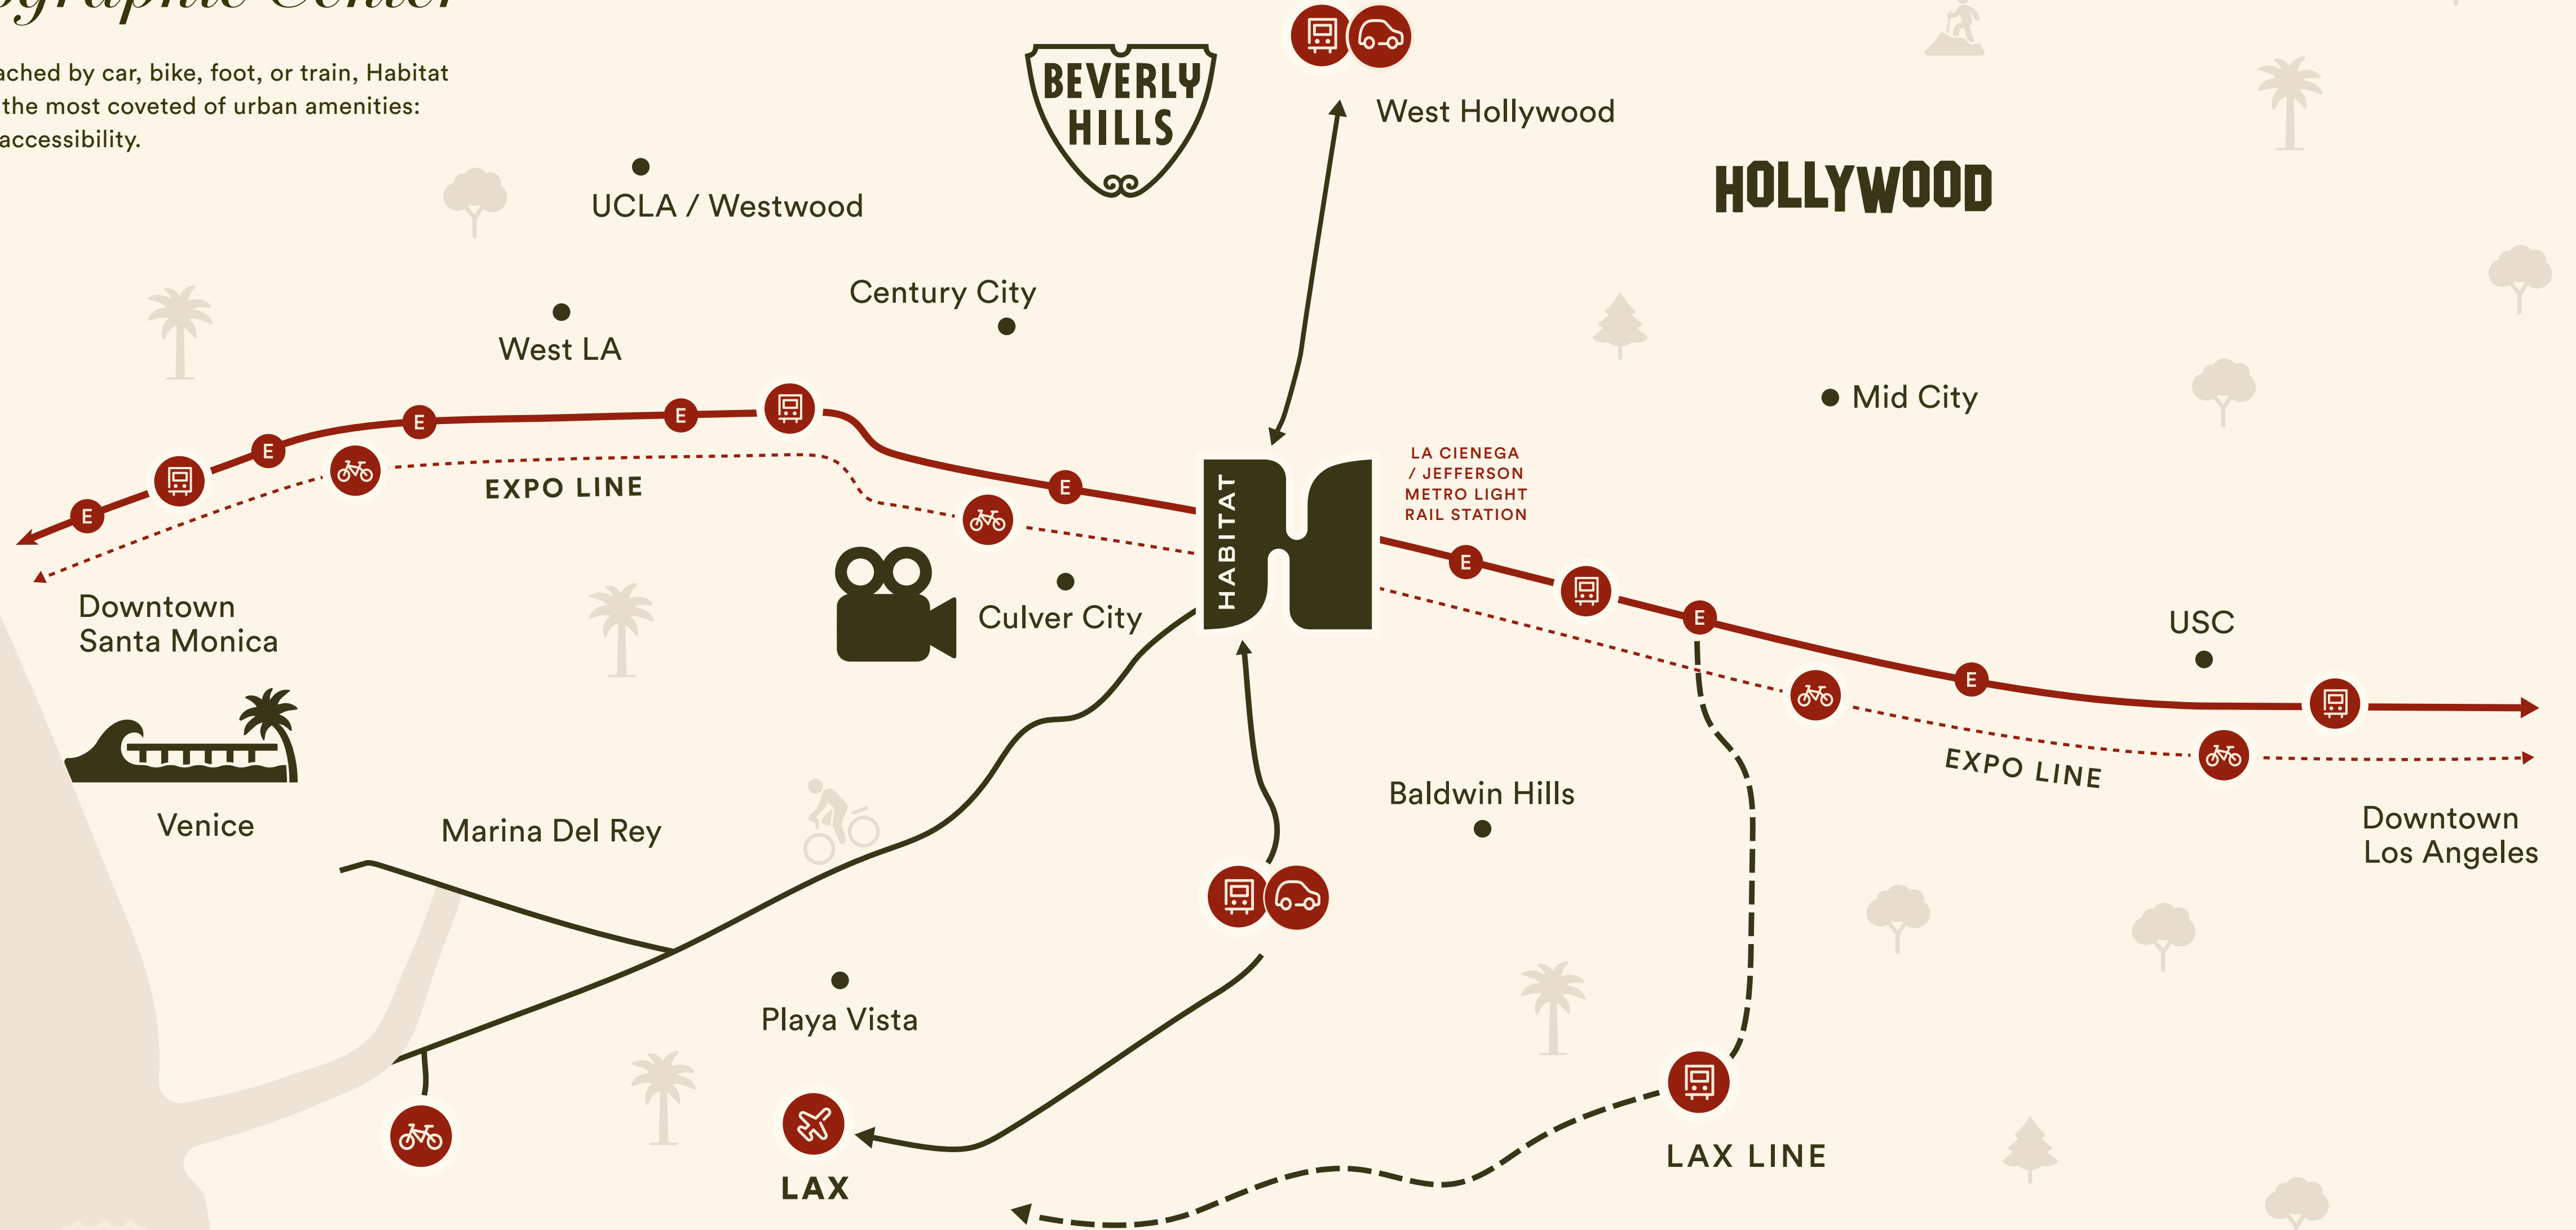 ographic Center
ached by car, bike, foot, or train, Habitat
the most coveted of urban amenities:
accessibility.
BEVERLY
HILLS
West Hollywood
HOLLYWOOD
UCLA / Westwood
Century City
West LA
Mid City
E
E
E
E
E
EXPO LINE
HABITAT
LA CIENEGA
/ JEFFERSON
METRO LIGHT
RAIL STATION
E
E
E
Culver City
Downtown
Santa Monica
USC
EXPO LINE
Venice
Marina Del Rey
Baldwin Hills
Downtown
Los Angeles
Playa Vista
LAX
LAX LINE